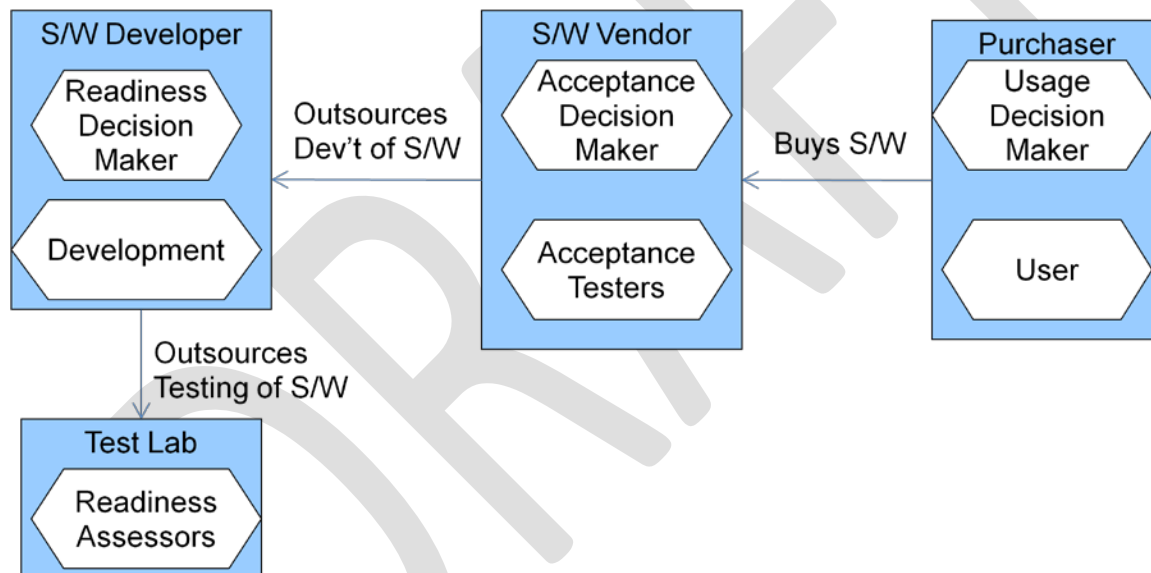 S/W Developer
Readiness
Decision
Maker
Development
Outsources
Dev't of S/W
S/W Vendor
Acceptance
Decision
Maker
Acceptance
Testers
Buys S/W
Purchaser
Usage
Decision
Maker
User
Outsources
Testing of S/W
Test Lab
Readiness
Assessors
DRAFT